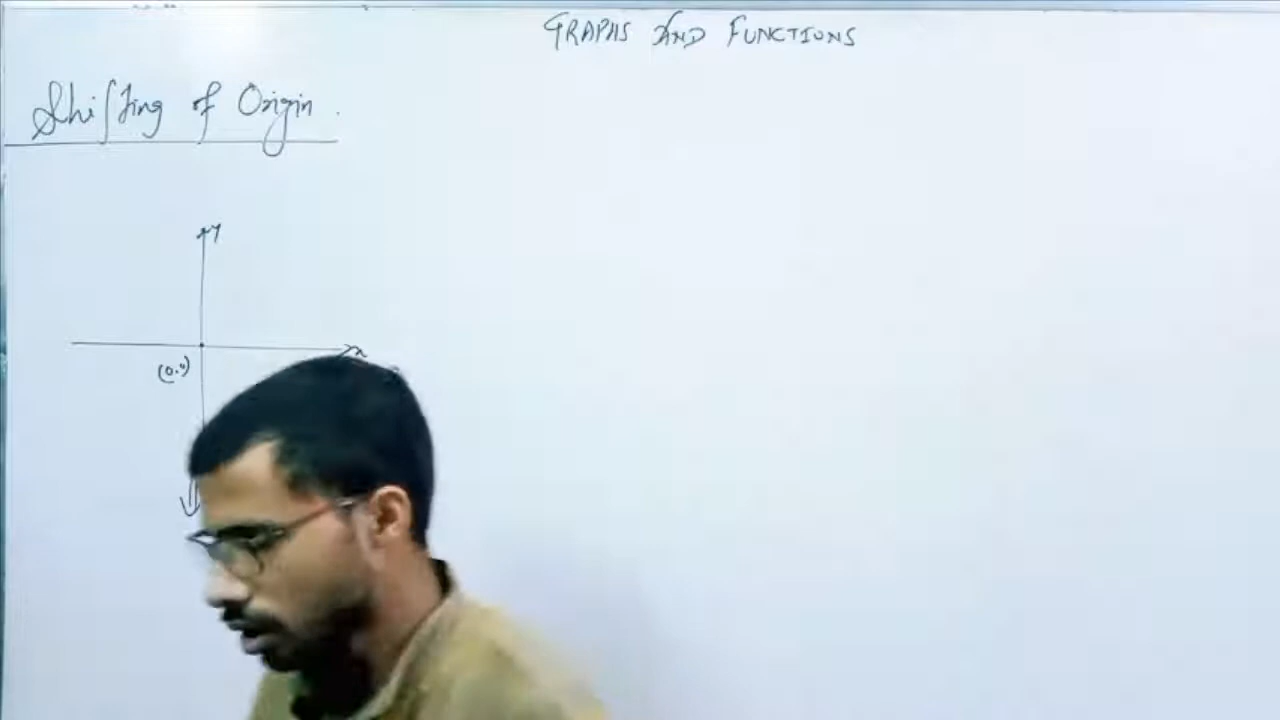 GRAPHS AND FUNCTIONS
Shifting of Origin.
y
x
(0,0)